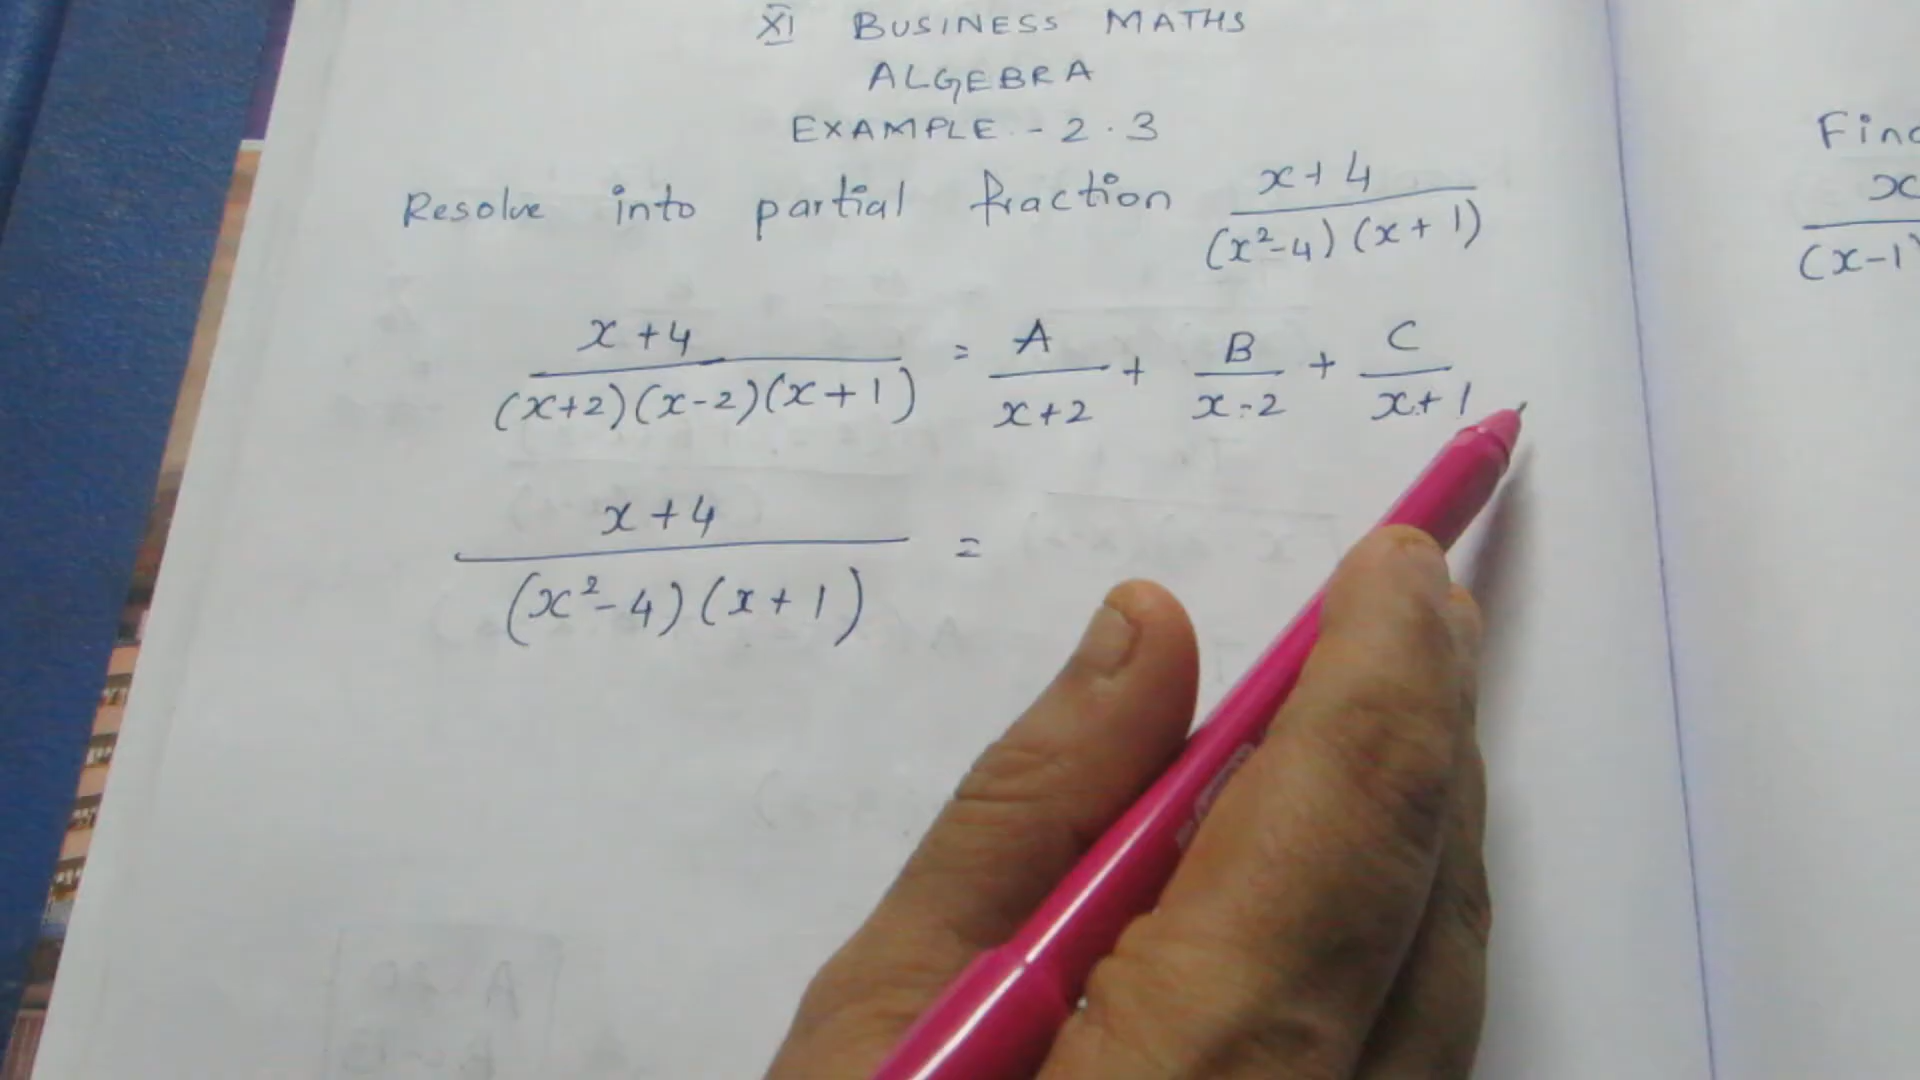 XI BUSINESS MATHS
ALGEBRA
EXAMPLE - 2.3
Resolve into partial fraction x+4 / (x²-4)(x+1)
x+4 / (x+2)(x-2)(x+1) = A / x+2 + B / x-2 + C / x+1
x+4 / (x²-4)(x+1) =
x
(x-1)